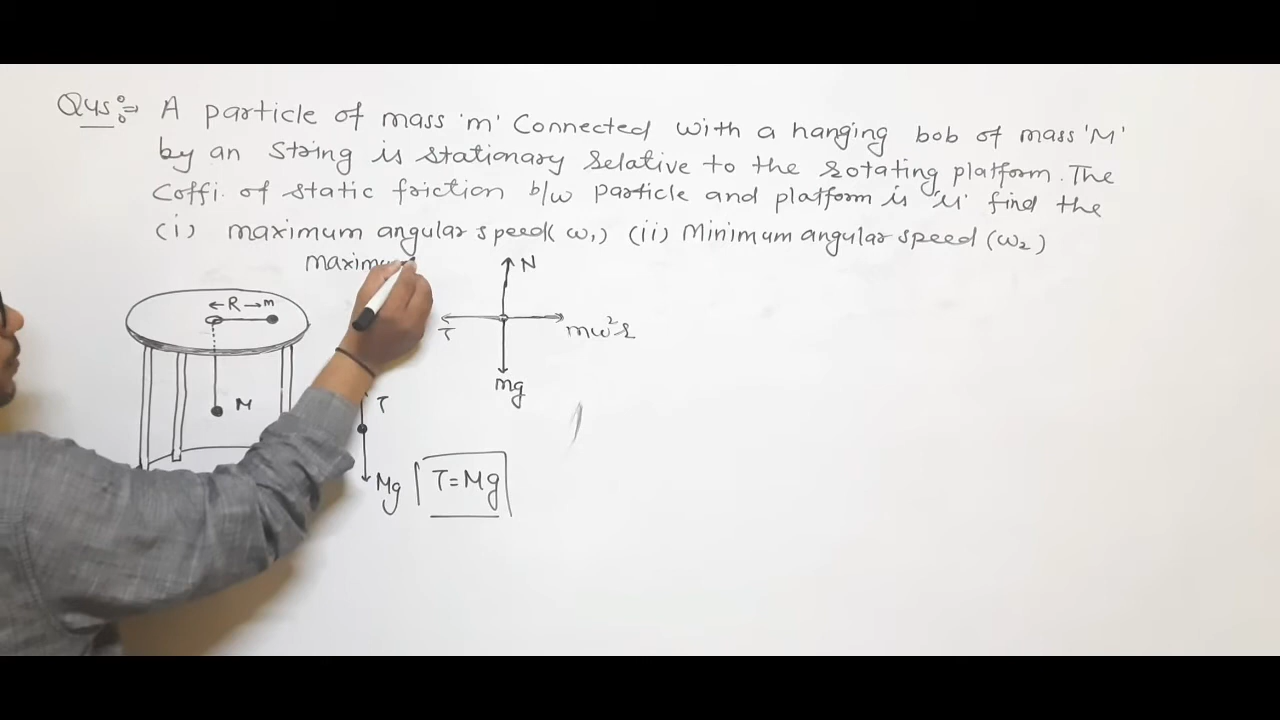 Qus:⇒ A particle of mass 'm' Connected with a hanging bob of mass 'M'
by an string is stationary relative to the rotating platform. The
Coffi. of static friction b/w particle and platform is 'μ' find the
(i) maximum angular speed (ω₁) (ii) Minimum angular speed (ω₂)
N
←R→m
T
mω²r
mg
M
T
Mg
T=Mg